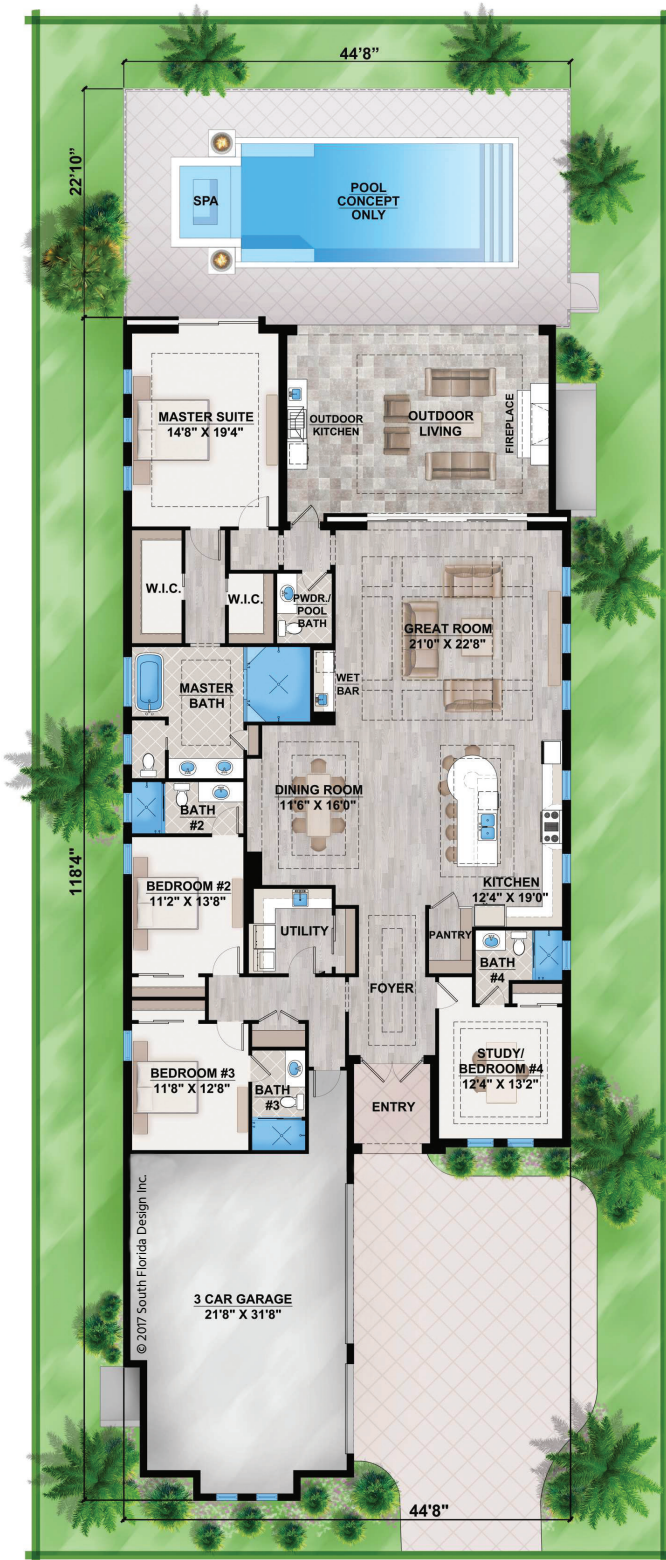 44’8”
22’10”
SPA
POOL
CONCEPT
ONLY
MASTER SUITE
14'8" X 19'4"
OUTDOOR
KITCHEN
OUTDOOR
LIVING
FIREPLACE
W.I.C.
W.I.C.
PWDR./
POOL
BATH
GREAT ROOM
21'0" X 22'8"
MASTER
BATH
WET
BAR
DINING ROOM
11'6" X 16'0"
BATH
#2
118'4"
BEDROOM #2
11'2" X 13'8"
KITCHEN
12'4" X 19'0"
UTILITY
PANTRY
BATH
#4
FOYER
STUDY/
BEDROOM #4
12'4" X 13'2"
BEDROOM #3
11'8" X 12'8"
BATH
#3
ENTRY
© 2017 South Florida Design Inc.
3 CAR GARAGE
21'8" X 31'8"
44'8"